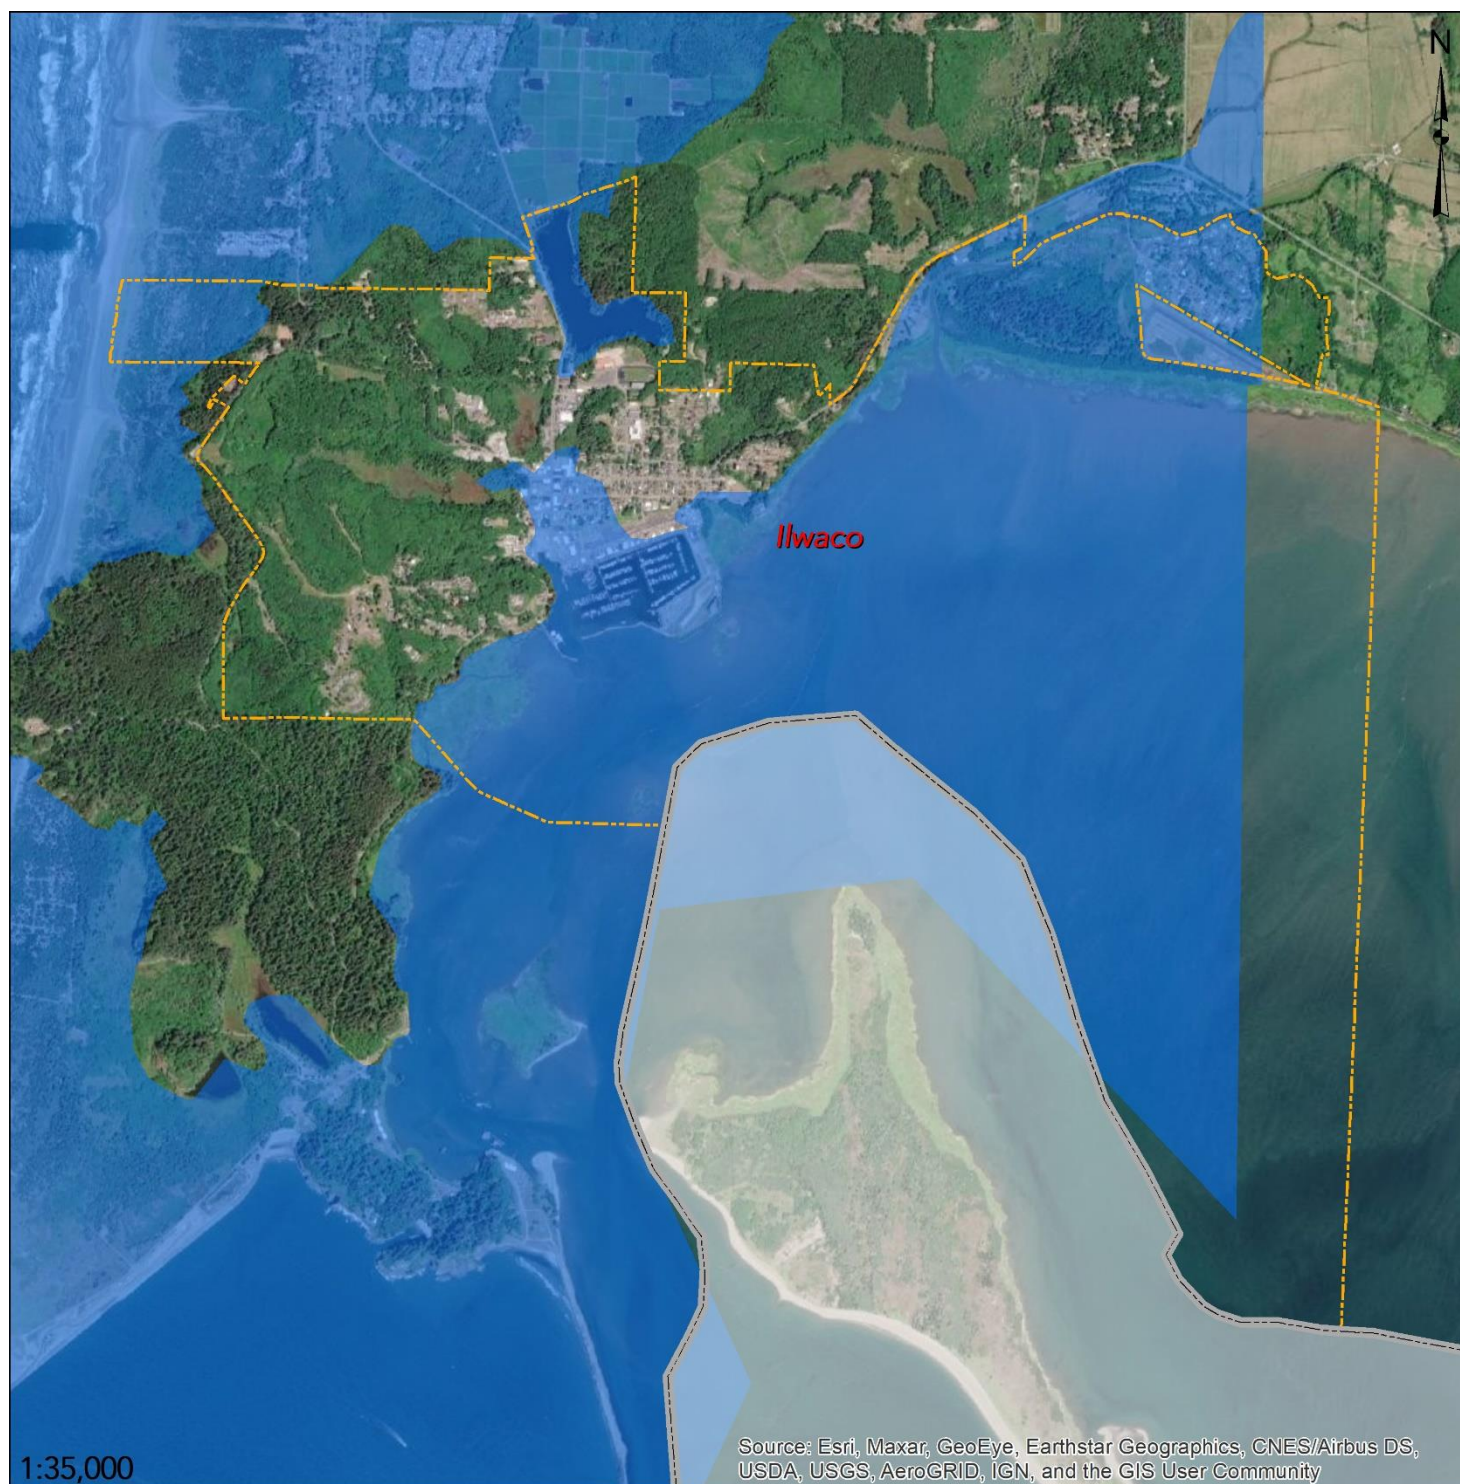 N
Ilwaco
1:35,000
Source: Esri, Maxar, GeoEye, Earthstar Geographics, CNES/Airbus DS,
USDA, USGS, AeroGRID, IGN, and the GIS User Community